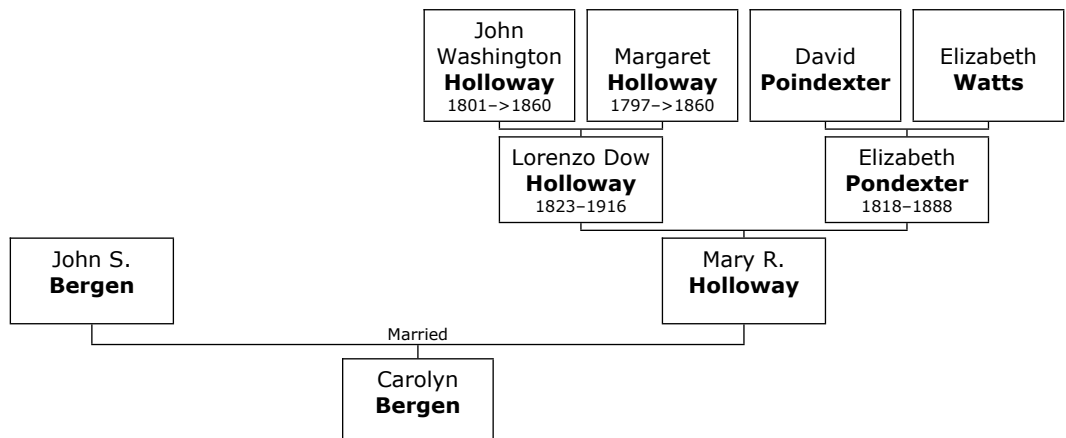 John
Washington
Holloway
1801–>1860
Margaret
Holloway
1797–>1860
David
Poindexter
Elizabeth
Watts
Lorenzo Dow
Holloway
1823–1916
Elizabeth
Pondexter
1818–1888
John S.
Bergen
Mary R.
Holloway
Married
Carolyn
Bergen